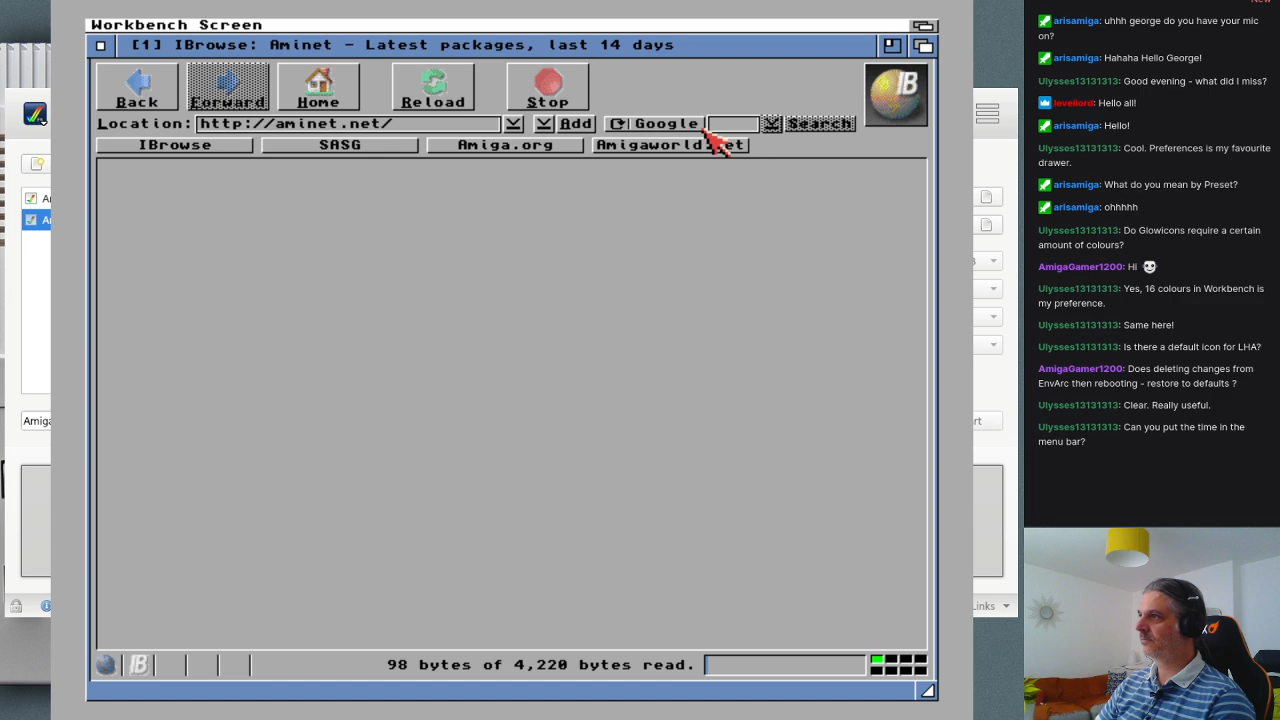 New
Workbench Screen
[1] IBrowse: Aminet - Latest packages, last 14 days
Back
Forward
Home
Reload
Stop
IB
Location:
http://aminet.net/
Add
Google
Search
IBrowse
SASG
Amiga.org
Amigaworld.net
98 bytes of 4,220 bytes read.
IB
Amiga
rt
Links
arisamiga: uhhh george do you have your mic
on?
arisamiga: Hahaha Hello George!
Ulysses13131313: Good evening - what did I miss?
Hello all!
arisamiga: Hello!
Ulysses13131313: Cool. Preferences is my favourite
drawer.
arisamiga: What do you mean by Preset?
arisamiga: ohhhhh
Ulysses13131313: Do Glowicons require a certain
amount of colours?
AmigaGamer1200: Hi
Ulysses13131313: Yes, 16 colours in Workbench is
my preference.
Ulysses13131313: Same here!
Ulysses13131313: Is there a default icon for LHA?
AmigaGamer1200: Does deleting changes from
EnvArc then rebooting - restore to defaults ?
Ulysses13131313: Clear. Really useful.
Ulysses13131313: Can you put the time in the
menu bar?